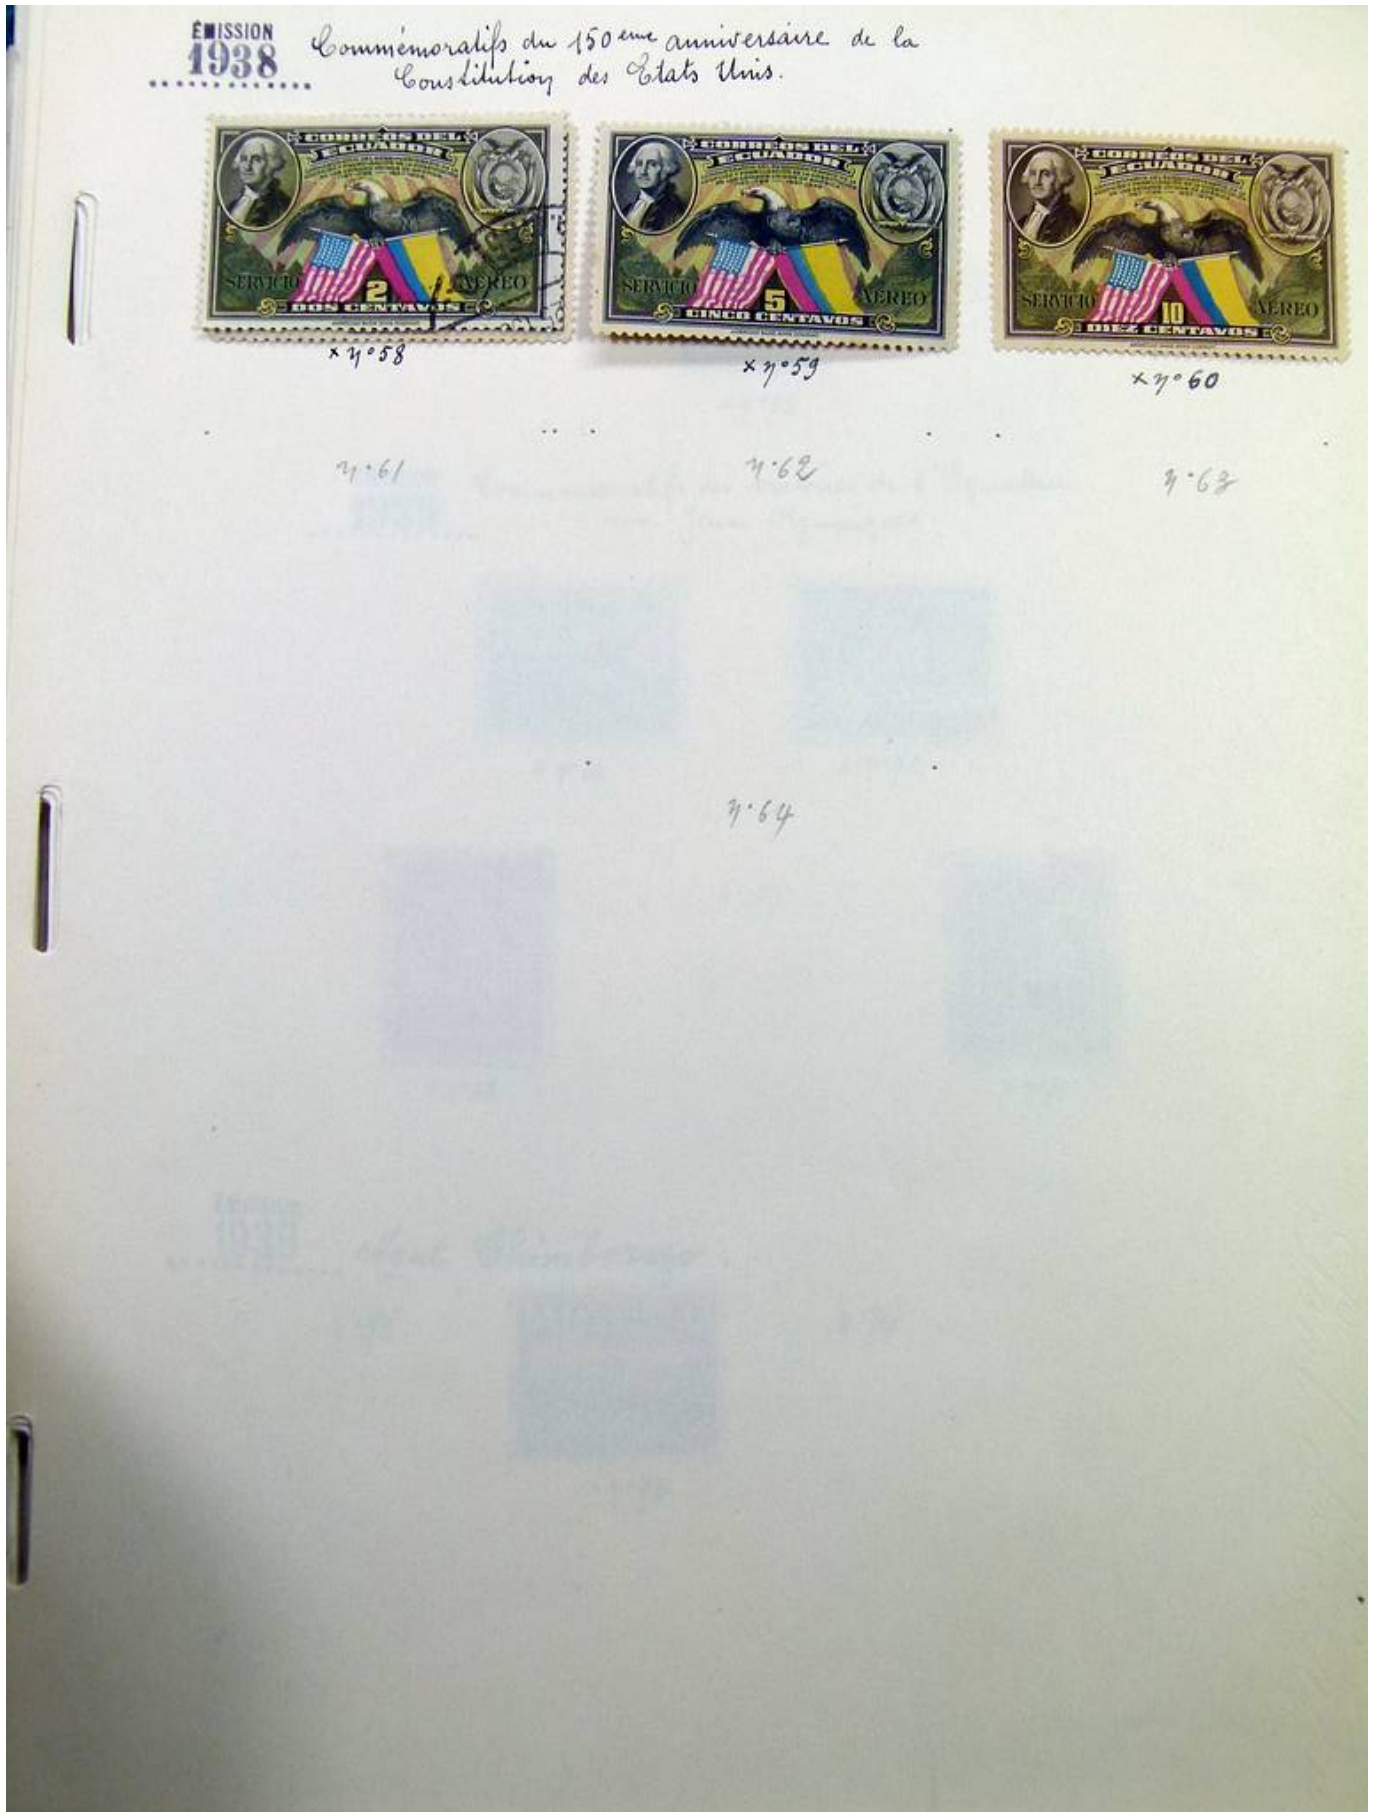 ÉMISSION
1938
Commémoratifs du 150ème anniversaire de la
Constitution des Etats Unis.
CORREOS DEL
ECUADOR
SERVICIO AEREO
2
DOS CENTAVOS
CORREOS DEL
ECUADOR
SERVICIO AEREO
5
CINCO CENTAVOS
CORREOS DEL
ECUADOR
SERVICIO AEREO
10
DIEZ CENTAVOS
x n° 58
x n° 59
x n° 60
n° 61
n° 62
n° 63
n° 64